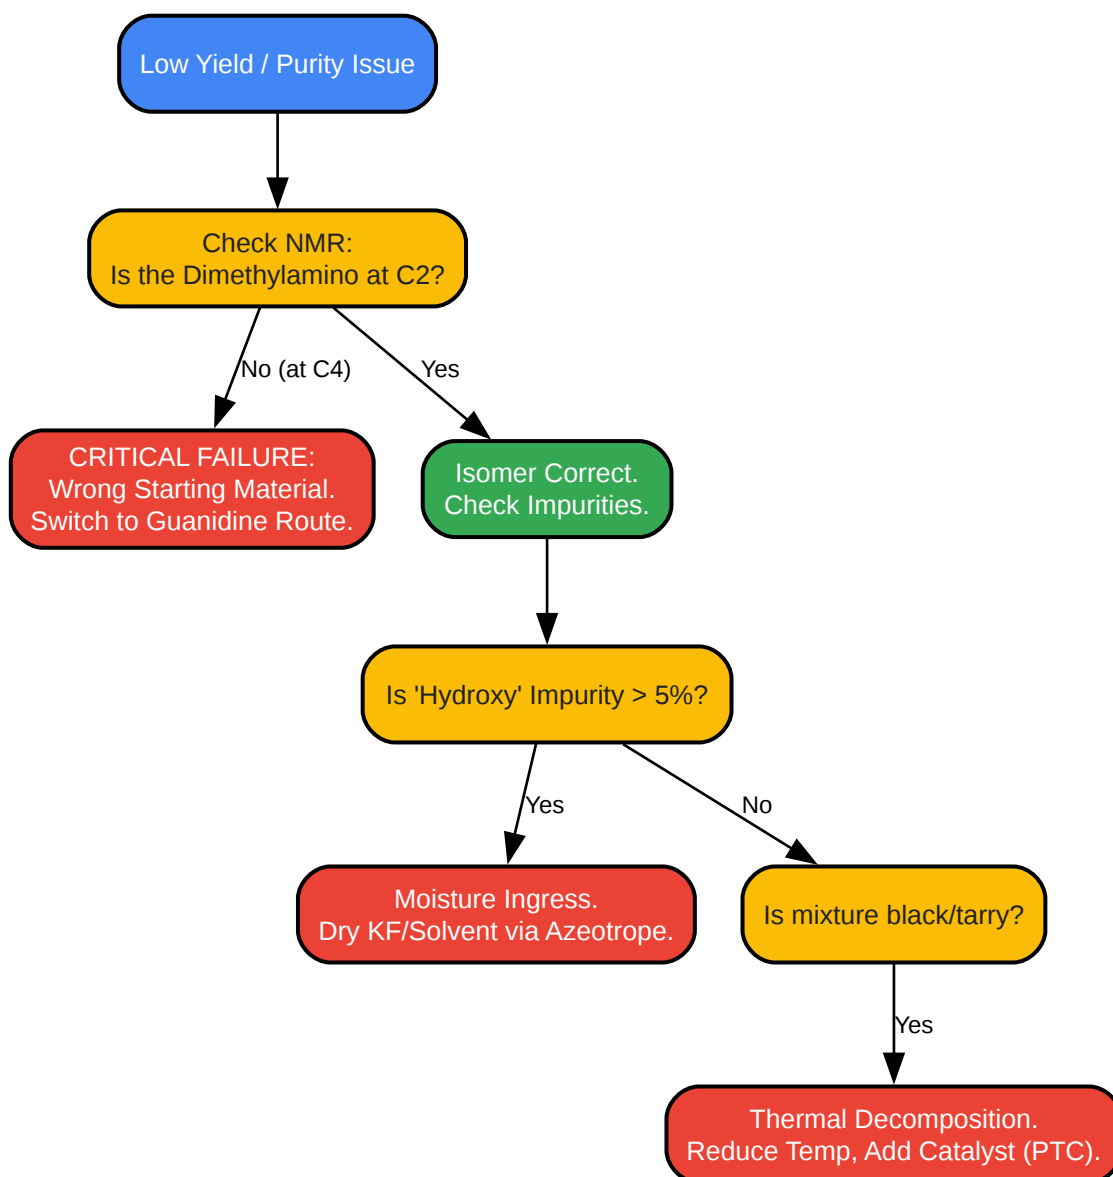 Low Yield / Purity Issue
Check NMR:
Is the Dimethylamino at C2?
No (at C4)
Yes
CRITICAL FAILURE:
Wrong Starting Material.
Switch to Guanidine Route.
Isomer Correct.
Check Impurities.
Is 'Hydroxy' Impurity > 5%?
Yes
No
Moisture Ingress.
Dry KF/Solvent via Azeotrope.
Is mixture black/tarry?
Yes
Thermal Decomposition.
Reduce Temp, Add Catalyst (PTC).